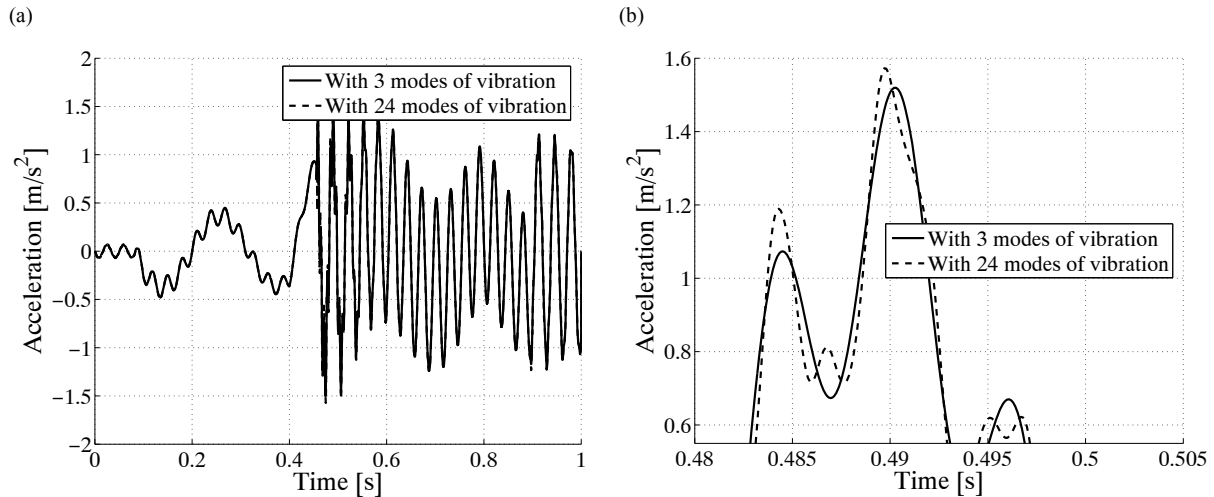 (a)
(b)
2
1.5
1
0.5
0
−0.5
−1
−1.5
−2
Acceleration [m/s²]
With 3 modes of vibration
With 24 modes of vibration
0 0.2 0.4 0.6 0.8 1
Time [s]
1.6
1.4
1.2
1
0.8
0.6
Acceleration [m/s²]
With 3 modes of vibration
With 24 modes of vibration
0.48 0.485 0.49 0.495 0.5 0.505
Time [s]